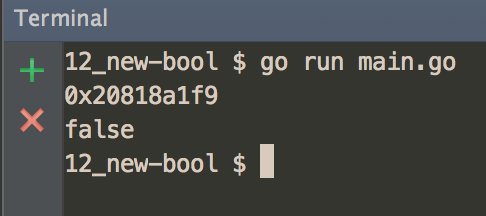 Terminal
12_new-bool $ go run main.go
0x20818a1f9
false
12_new-bool $